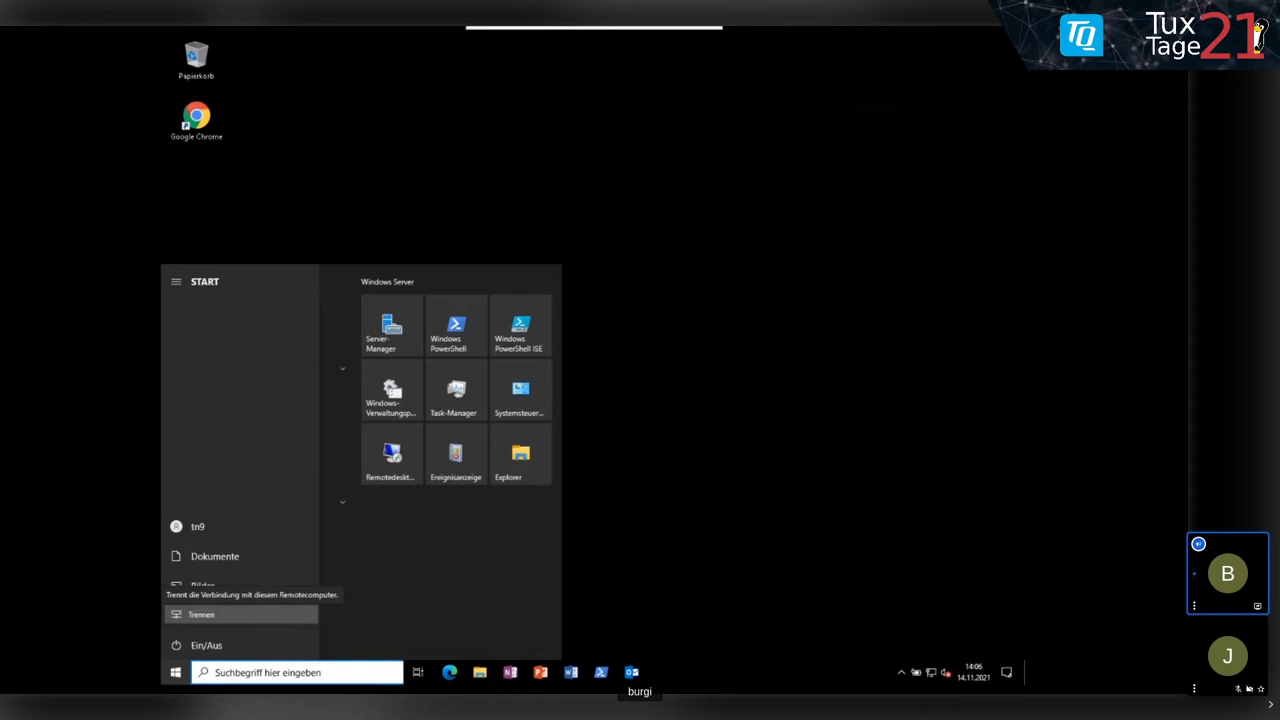 TQ
Tux
Tage
21
Papierkorb
Google Chrome
START
Windows Server
Server-
Manager
Windows
PowerShell
Windows
PowerShell ISE
Windows-
Verwaltungsp...
Task-Manager
Systemsteuer...
Remotedeskt...
Ereignisanzeige
Explorer
tn9
Dokumente
Bilder
Trennt die Verbindung mit diesem Remotecomputer.
Trennen
Ein/Aus
Suchbegriff hier eingeben
14:06
14.11.2021
burgi
B
J